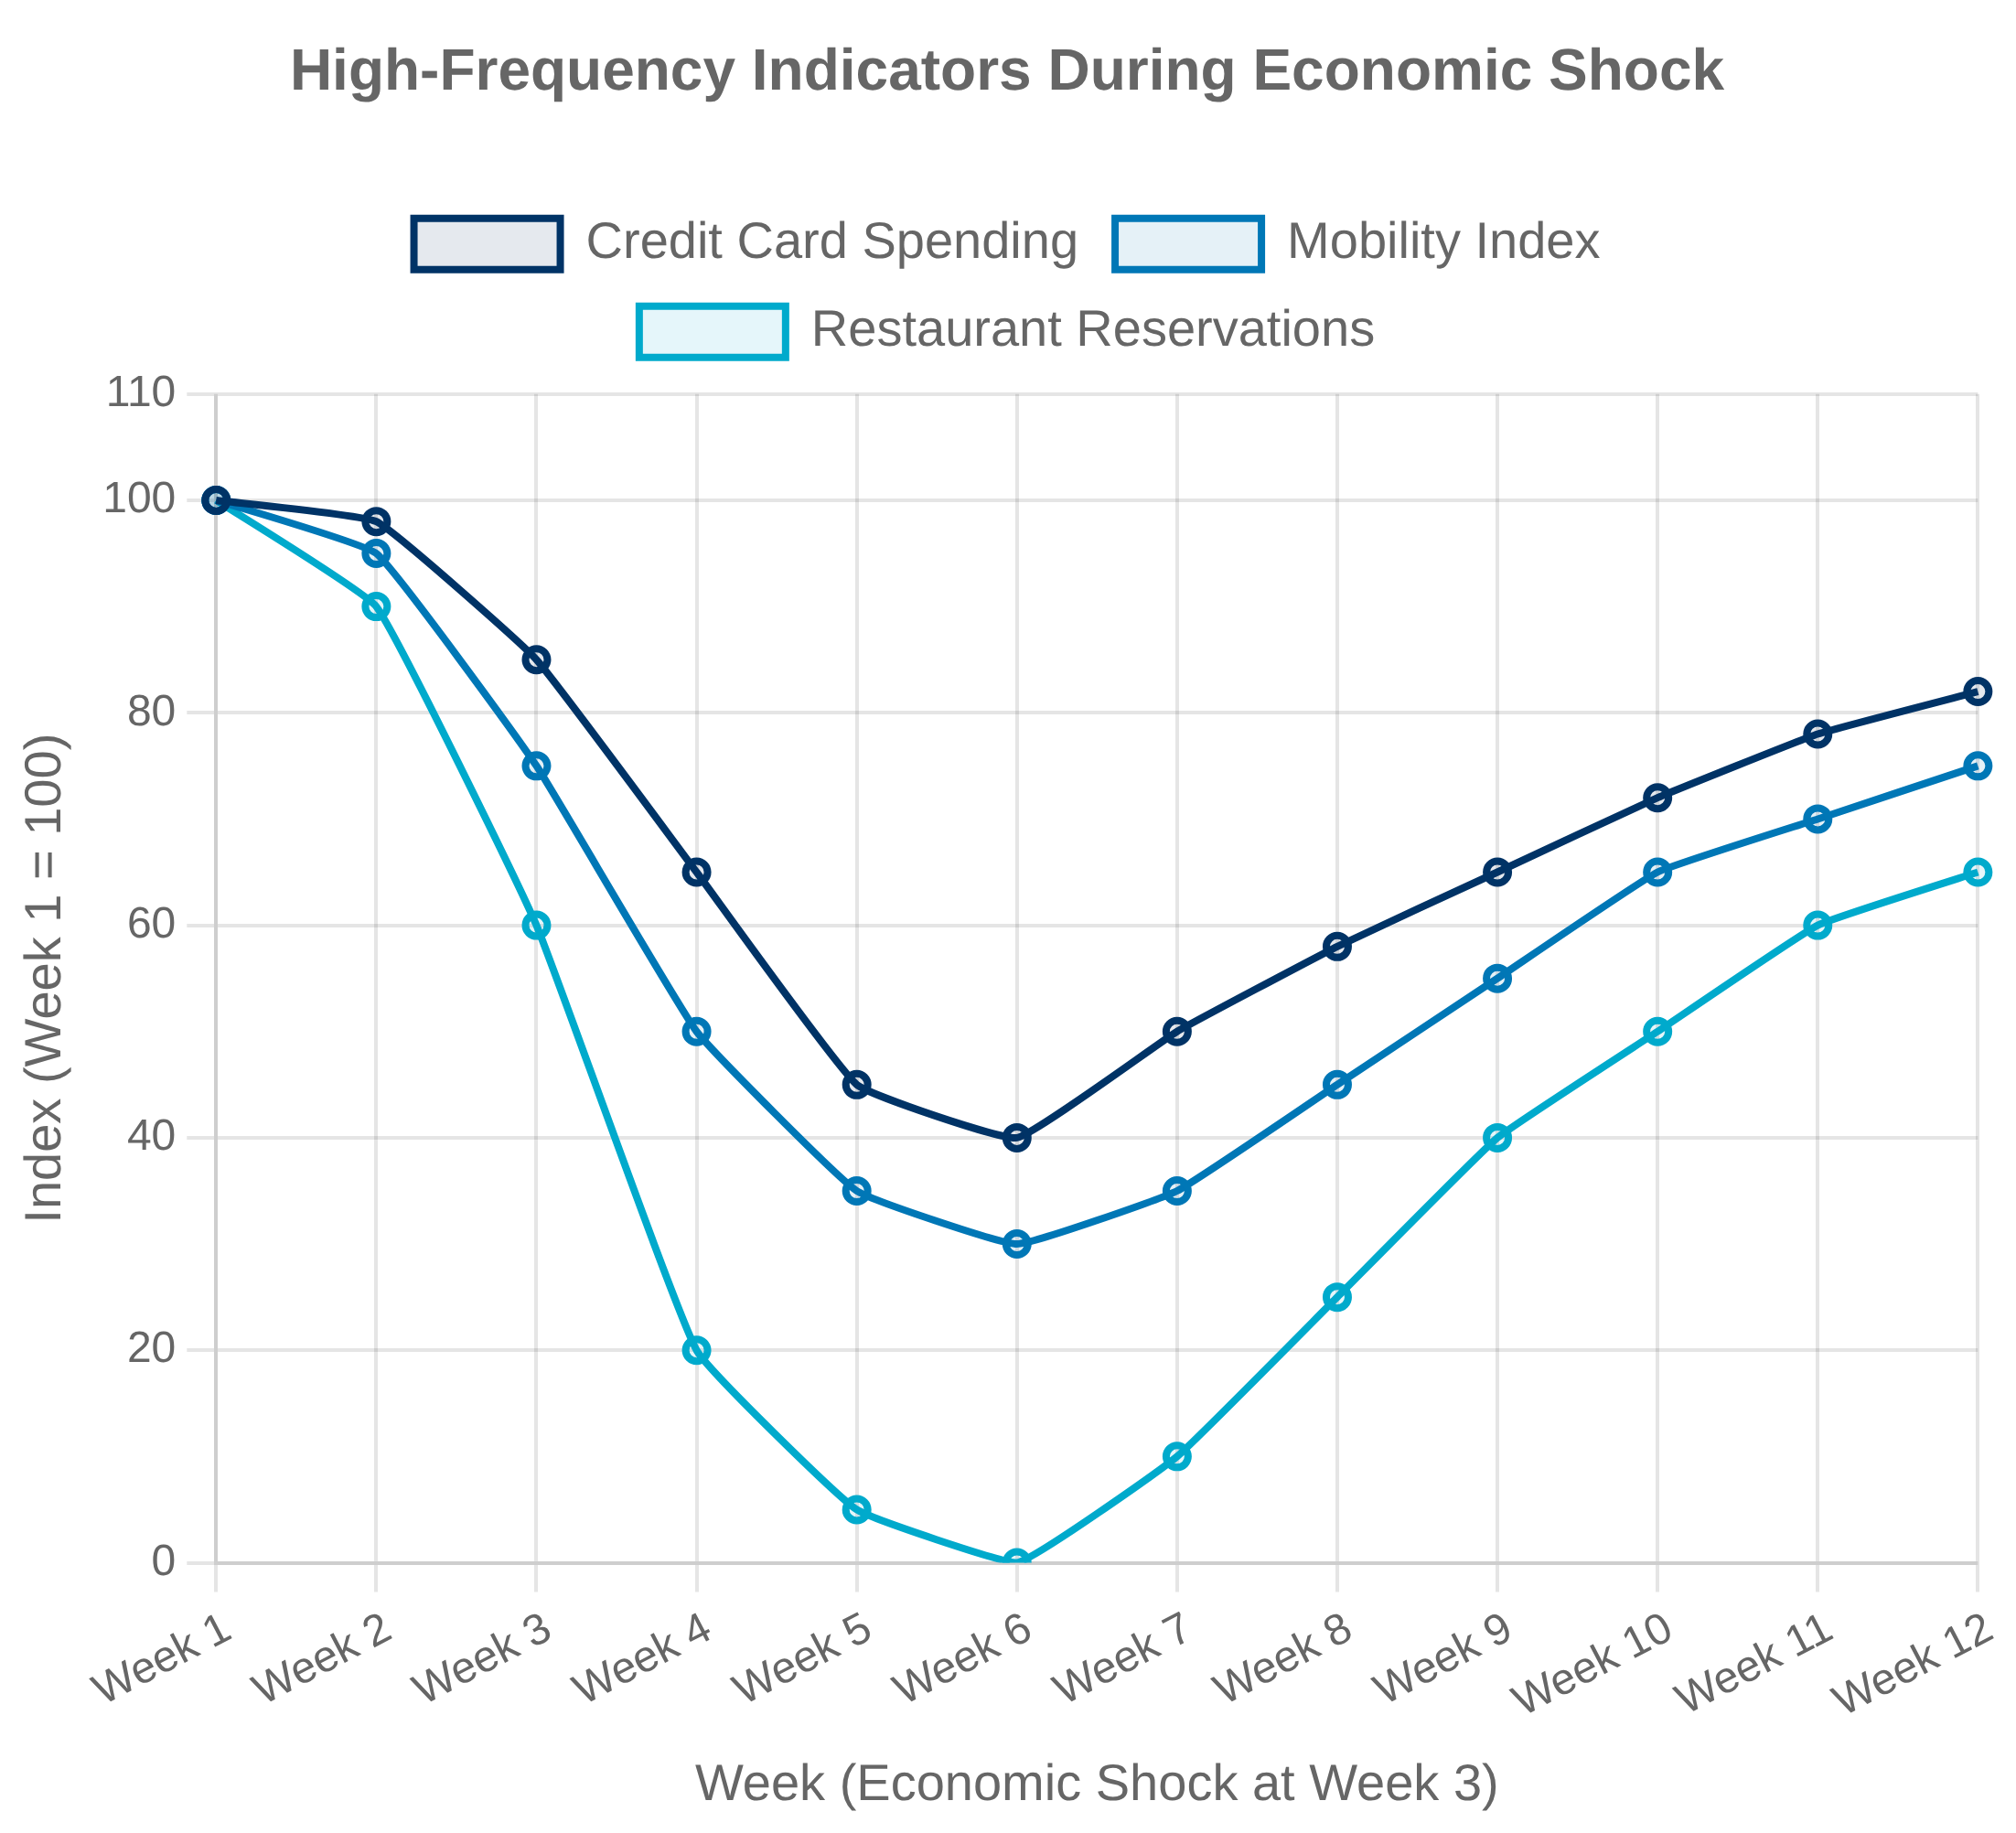 High-Frequency Indicators During Economic Shock
Credit Card Spending
Mobility Index
Restaurant Reservations
110
100
80
60
40
20
0
Index (Week 1 = 100)
Week 1
Week 2
Week 3
Week 4
Week 5
Week 6
Week 7
Week 8
Week 9
Week 10
Week 11
Week 12
Week (Economic Shock at Week 3)